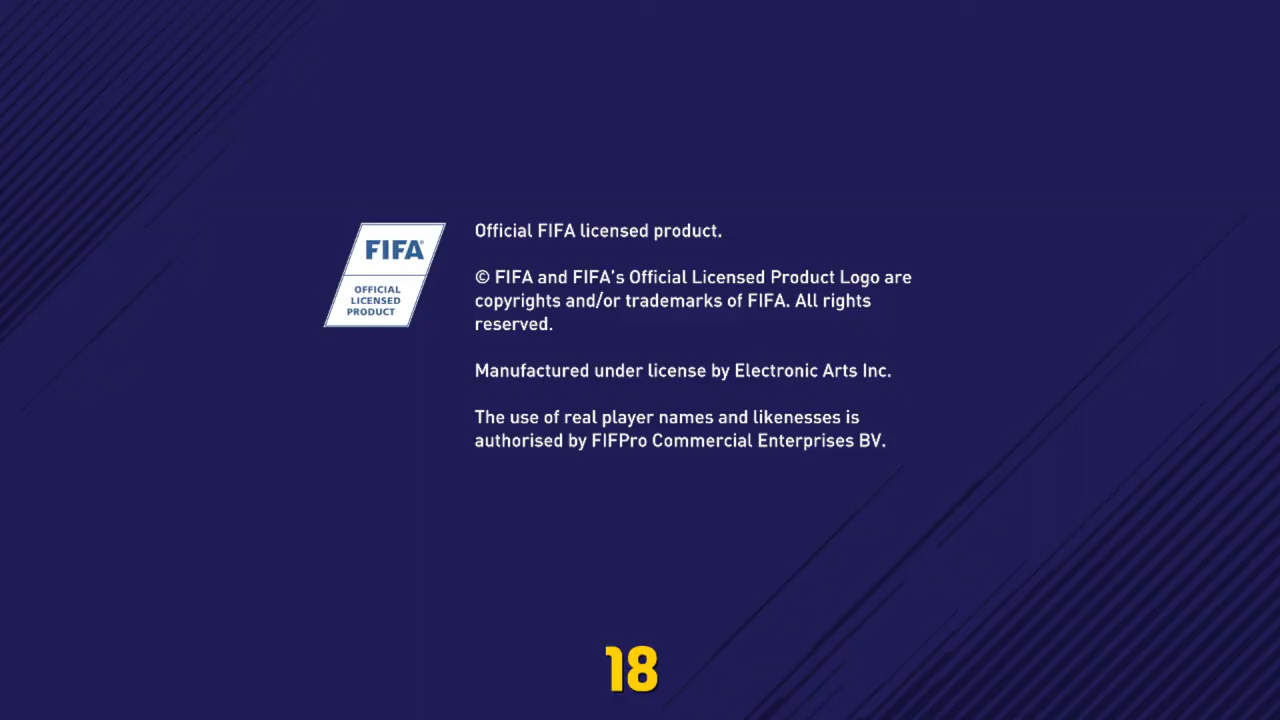 FIFA
OFFICIAL
LICENSED
PRODUCT
Official FIFA licensed product.
© FIFA and FIFA's Official Licensed Product Logo are
copyrights and/or trademarks of FIFA. All rights
reserved.
Manufactured under license by Electronic Arts Inc.
The use of real player names and likenesses is
authorised by FIFPro Commercial Enterprises BV.
18